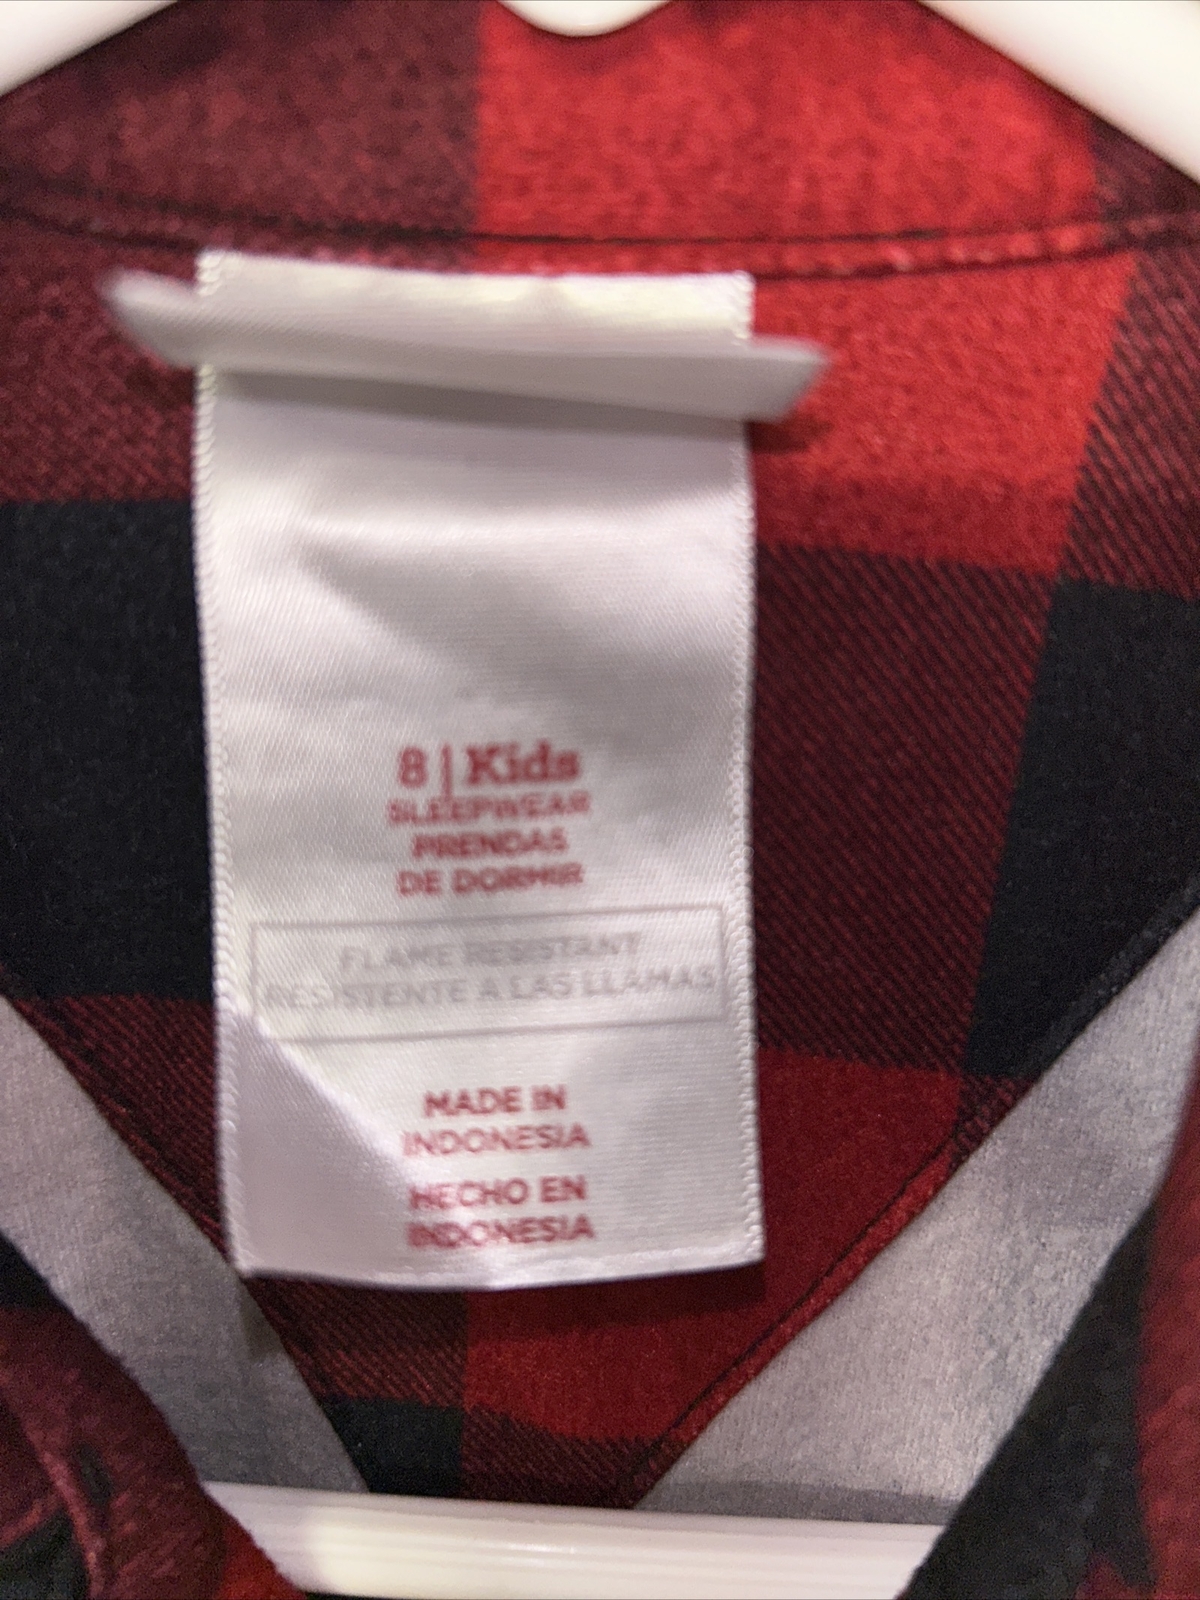 8 | Kids
SLEEPWEAR
PRENDAS
DE DORMIR
FLAME RESISTANT
RESISTENTE A LAS LLAMAS
MADE IN
INDONESIA
HECHO EN
INDONESIA